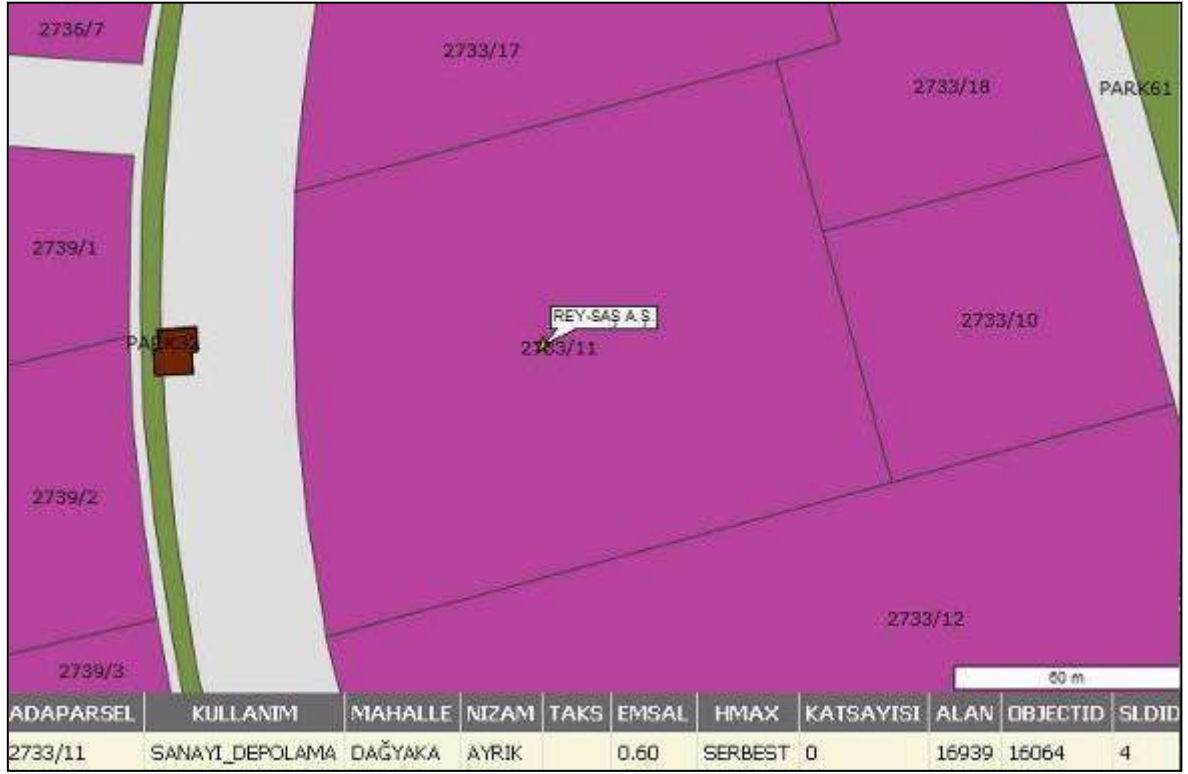 2736/7
2733/17
2733/18
PARK61
2739/1
2733/10
REY-SAŞ A.Ş.
2733/11
2739/2
2733/12
2739/3
60 m
ADAPARSEL KULLANIM MAHALLE NIZAM TAKS EMSAL HMAX KATSAYISI ALAN OBJECTID SLDID
2733/11 SANAYI_DEPOLAMA DAĞYAKA AYRIK 0.60 SERBEST 0 16939 16064 4